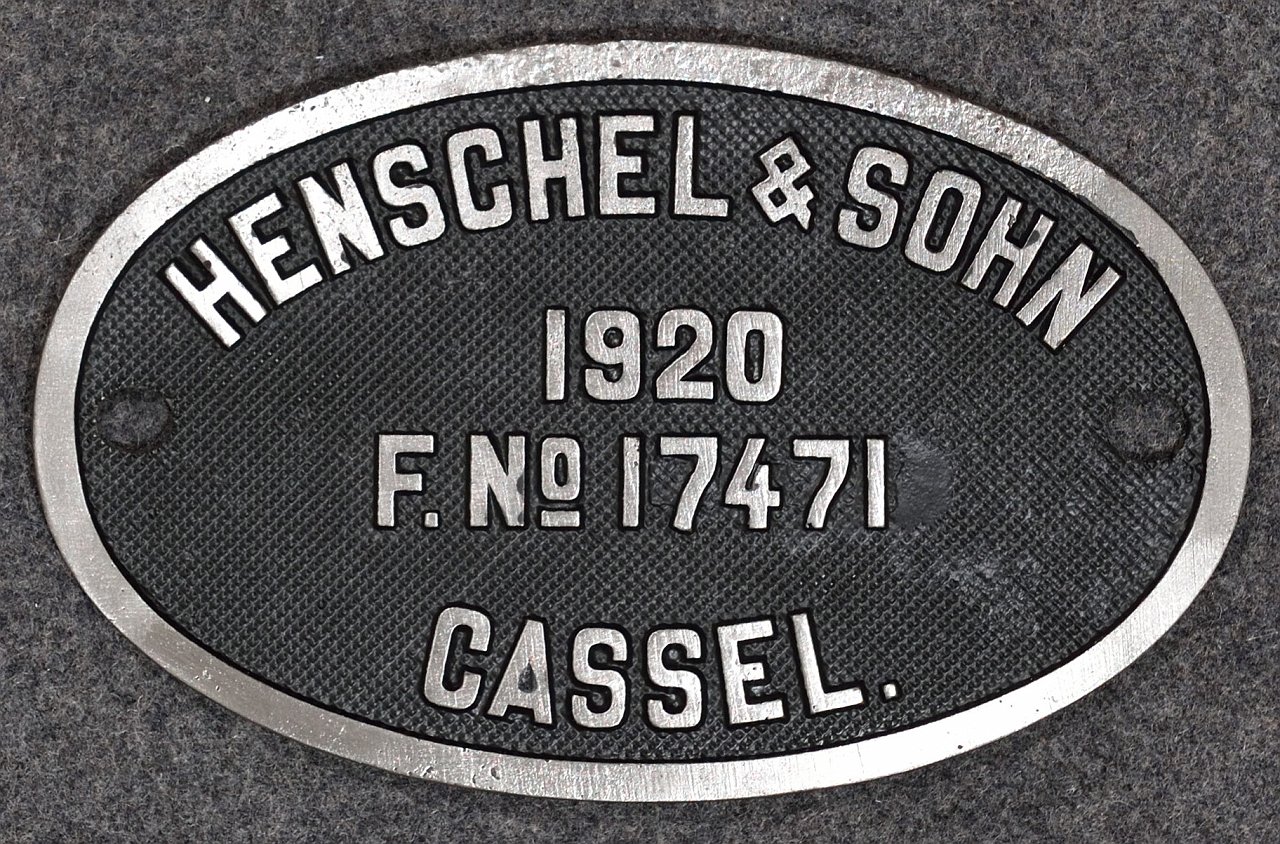 HENSCHEL & SOHN
1920
F. No 17471
CASSEL.